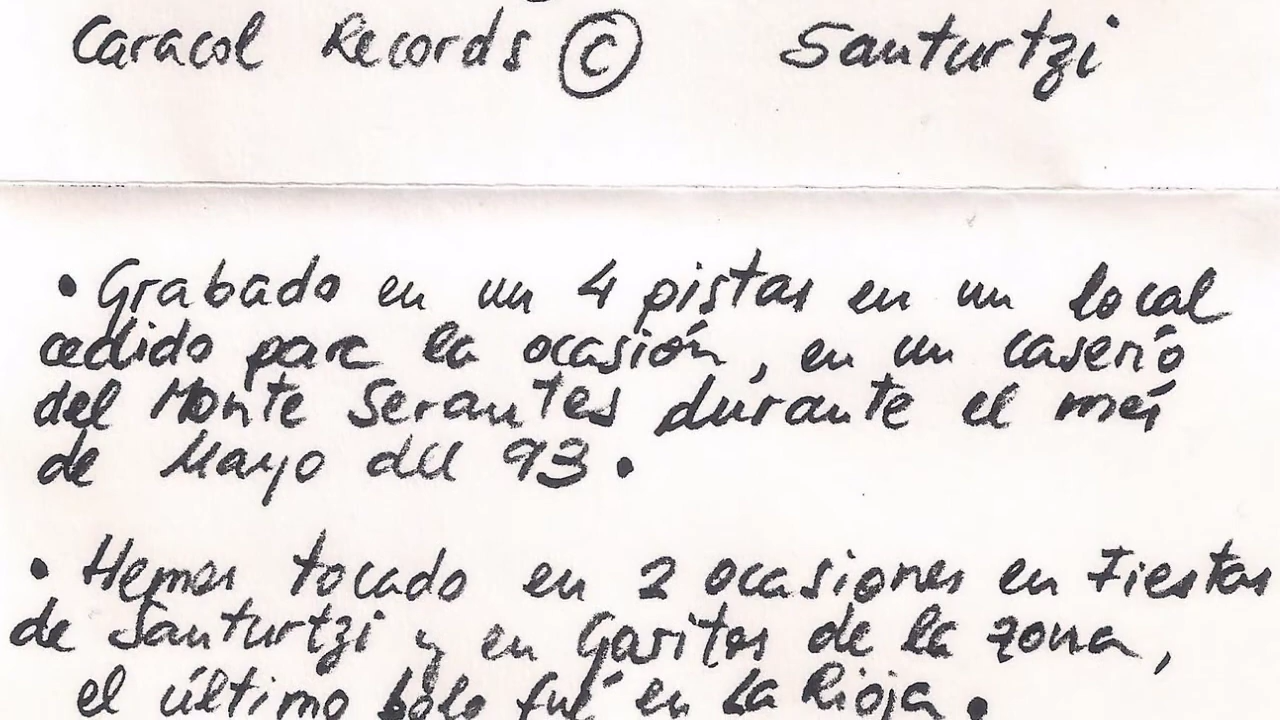 Caracol Records © Santurtzi
• Grabado en un 4 pistas en un local
cedido para la ocasión, en un caserío
del Monte Serantes durante el mes
de Mayo del 93.
• Hemos tocado en 2 ocasiones en Fiestas
de Santurtzi y en Garitos de la zona,
el último bolo fué en La Rioja.